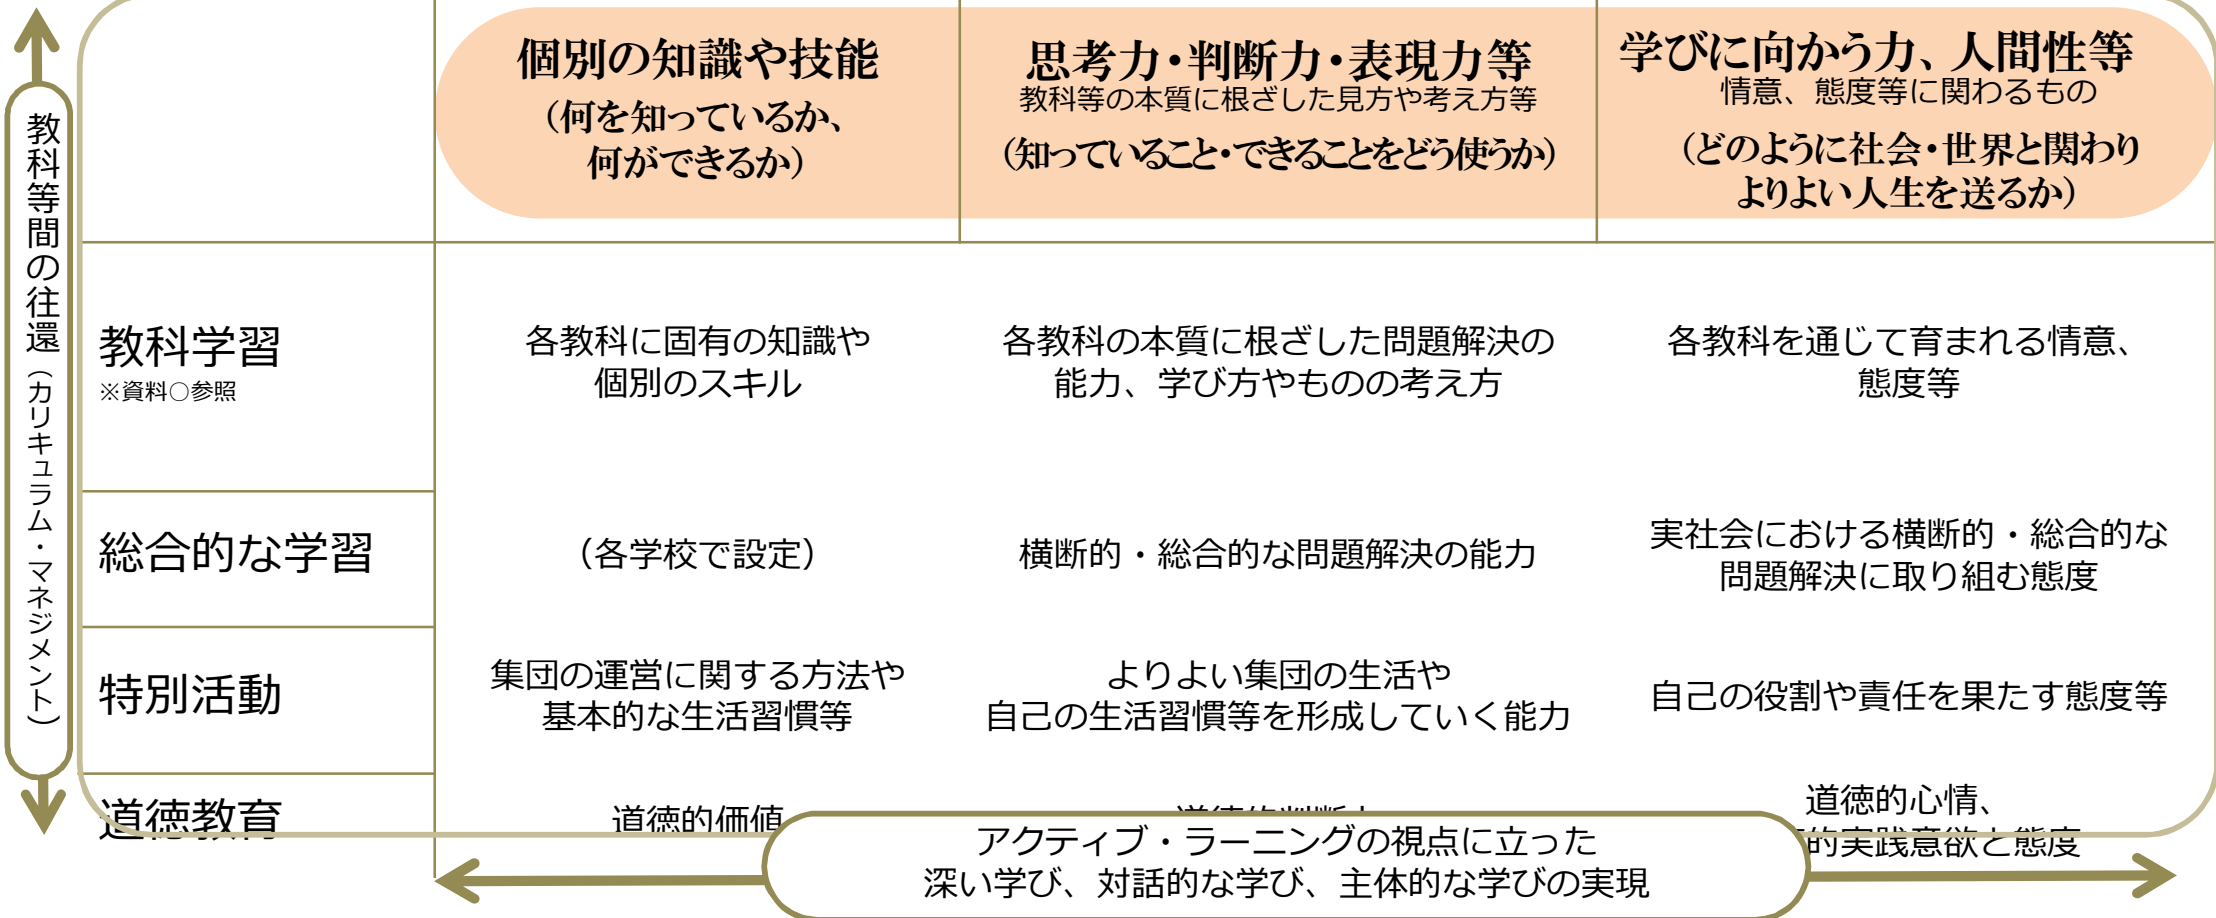 教科等間の往還（カリキュラム・マネジメント）
個別の知識や技能
（何を知っているか、
何ができるか）
思考力・判断力・表現力等
教科等の本質に根ざした見方や考え方等
（知っていること・できることをどう使うか）
学びに向かう力、人間性等
情意、態度等に関わるもの
（どのように社会・世界と関わり
よりよい人生を送るか）
教科学習
※資料○参照
各教科に固有の知識や
個別のスキル
各教科の本質に根ざした問題解決の
能力、学び方やものの考え方
各教科を通じて育まれる情意、
態度等
総合的な学習
（各学校で設定）
横断的・総合的な問題解決の能力
実社会における横断的・総合的な
問題解決に取り組む態度
特別活動
集団の運営に関する方法や
基本的な生活習慣等
よりよい集団の生活や
自己の生活習慣等を形成していく能力
自己の役割や責任を果たす態度等
道徳教育
道徳的価値
道徳的心情、
的実践意欲と態度
アクティブ・ラーニングの視点に立った
深い学び、対話的な学び、主体的な学びの実現